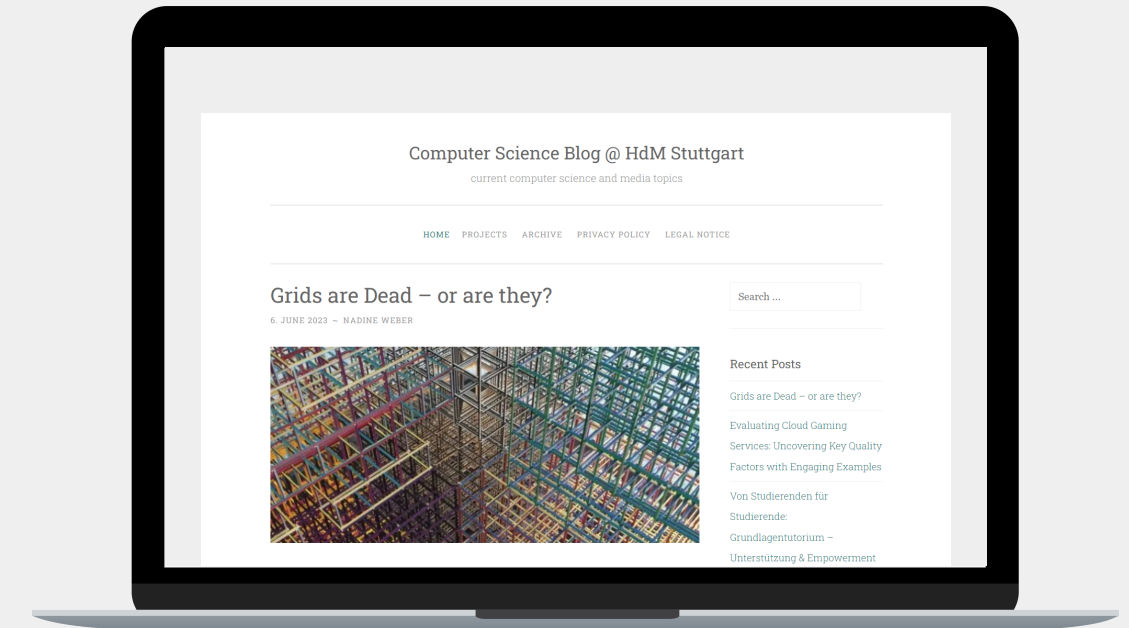 Computer Science Blog @ HdM Stuttgart
current computer science and media topics
HOME PROJECTS ARCHIVE PRIVACY POLICY LEGAL NOTICE
Grids are Dead – or are they?
6. JUNE 2023 ~ NADINE WEBER
Search ...
Recent Posts
Grids are Dead – or are they?
Evaluating Cloud Gaming
Services: Uncovering Key Quality
Factors with Engaging Examples
Von Studierenden für
Studierende:
Grundlagentutorium –
Unterstützung & Empowerment